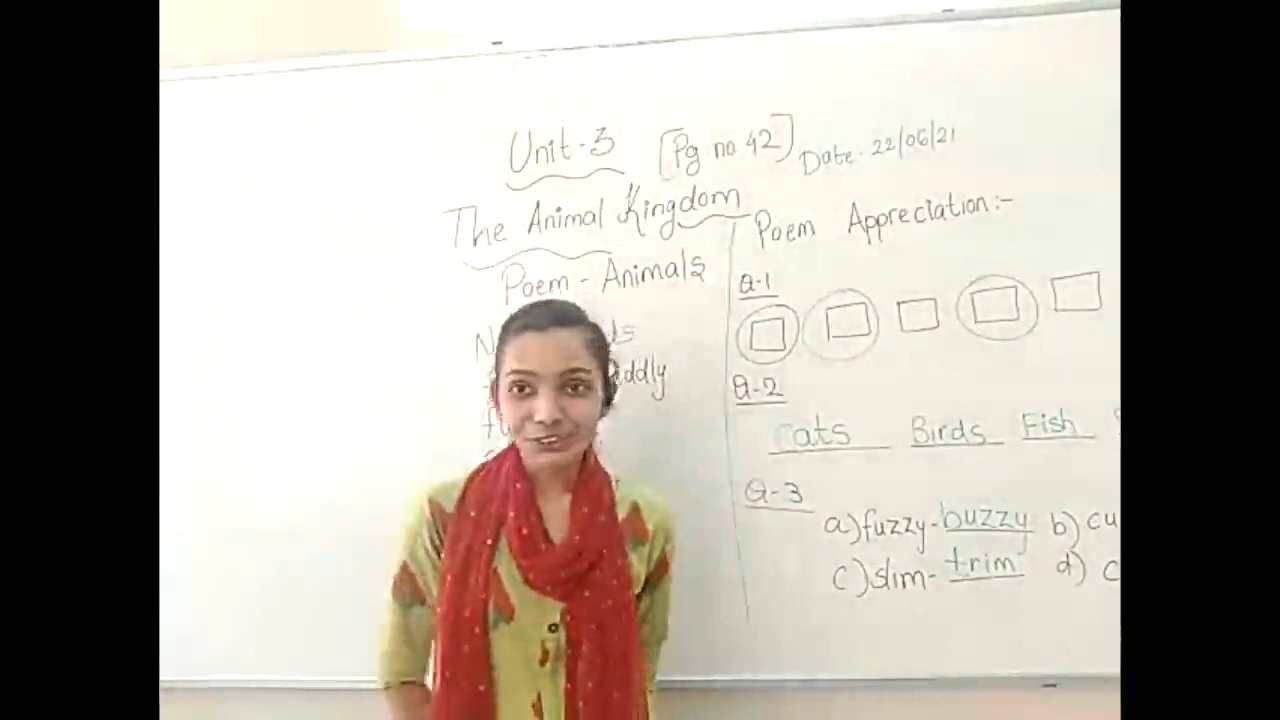 Unit-3 [Pg no 42] Date. 22/06/21
The Animal Kingdom
Poem - Animals
Poem Appreciation:-
Q-1
Q-2
Cats Birds Fish
Q-3
a) fuzzy- buzzy b)
c) slim- trim d)